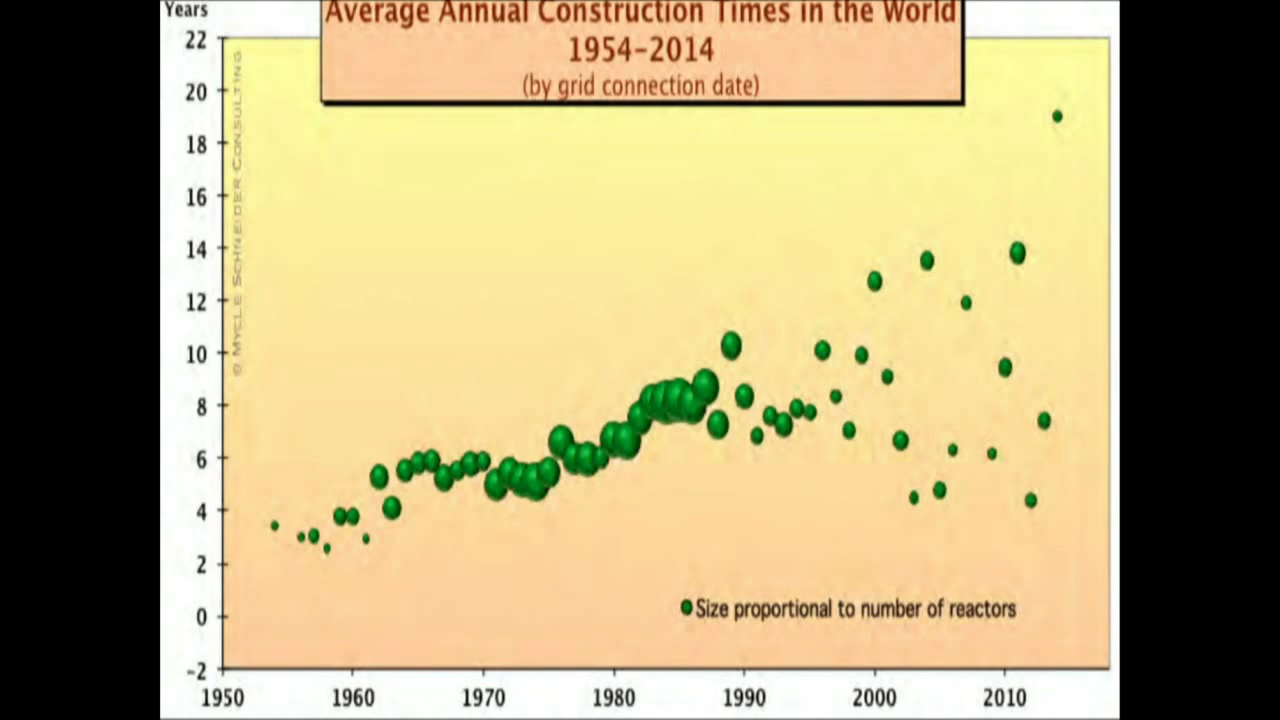 Years
Average Annual Construction Times in the World
1954-2014
(by grid connection date)
22
20
18
16
14
12
10
8
6
4
2
0
-2
© MYCLE SCHNEIDER CONSULTING
Size proportional to number of reactors
1950 1960 1970 1980 1990 2000 2010